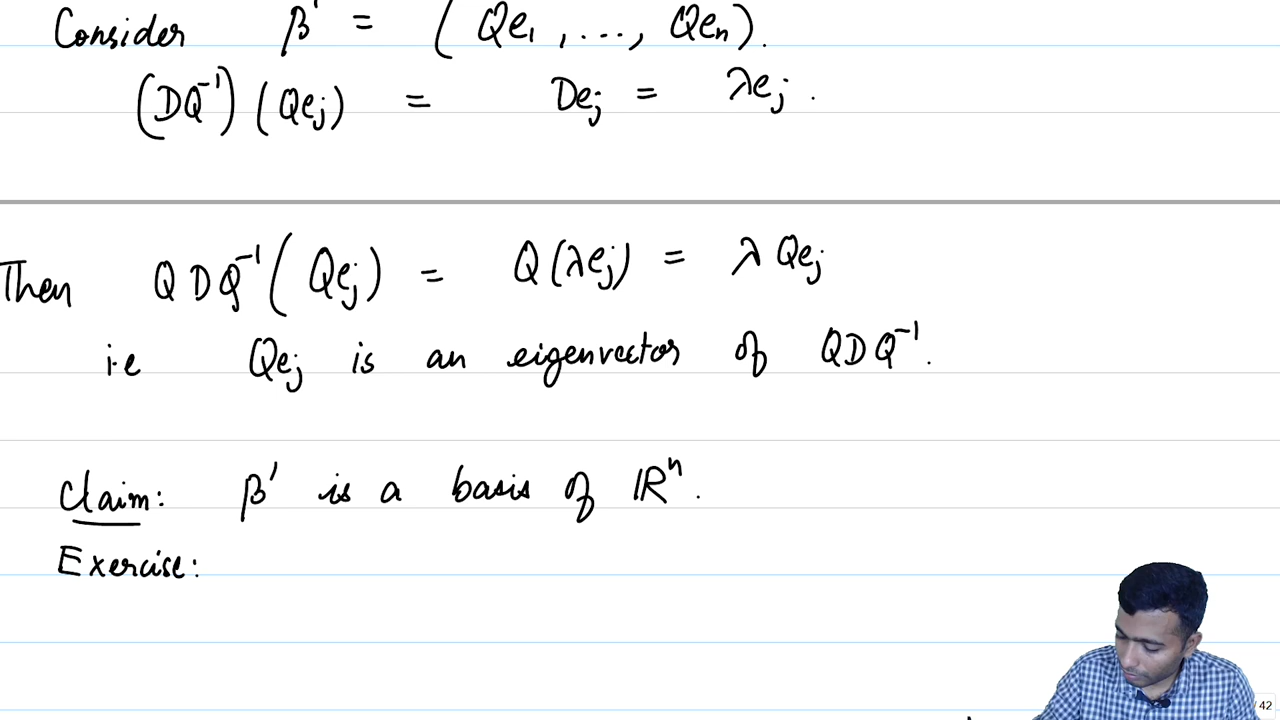 Consider β' = (Qe₁, ..., Qeₙ).
(DQ⁻¹)(Qeⱼ) = Deⱼ = λeⱼ.
Then QDQ⁻¹(Qeⱼ) = Q(λeⱼ) = λQeⱼ
i.e Qeⱼ is an eigenvector of QDQ⁻¹.
Claim: β' is a basis of ℝⁿ.
Exercise:
/ 42